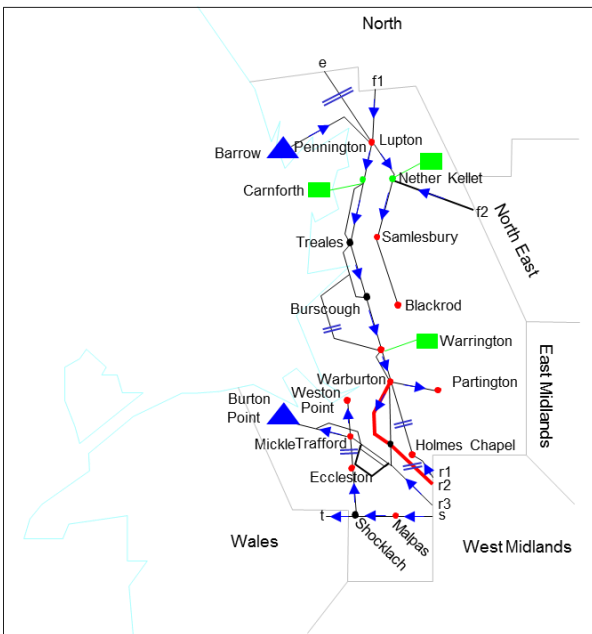 North
e
f1
Pennington
Lupton
Barrow
Carnforth
Nether Kellet
f2
North East
Treales
Samlesbury
Burscough
Blackrod
Warrington
East Midlands
Warburton
Partington
Burton
Point
Weston
Point
Mickle Trafford
Holmes Chapel
Eccleston
r1
r2
r3
t
s
Shocklach
Malpas
Wales
West Midlands